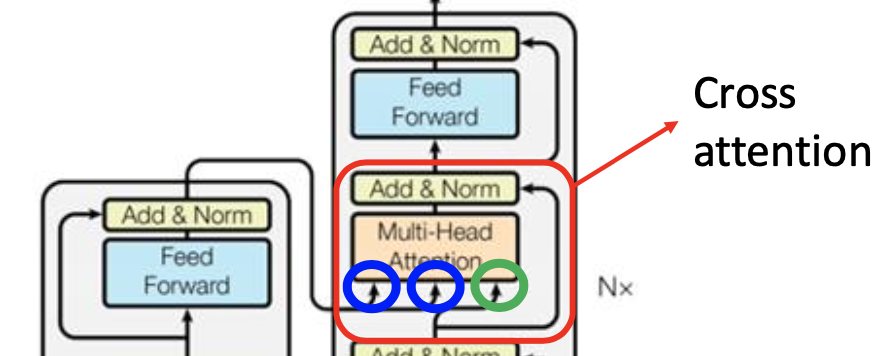 Add & Norm
Feed
Forward
Add & Norm
Multi-Head
Attention
Add & Norm
Add & Norm
Feed
Forward
N×
Cross
attention